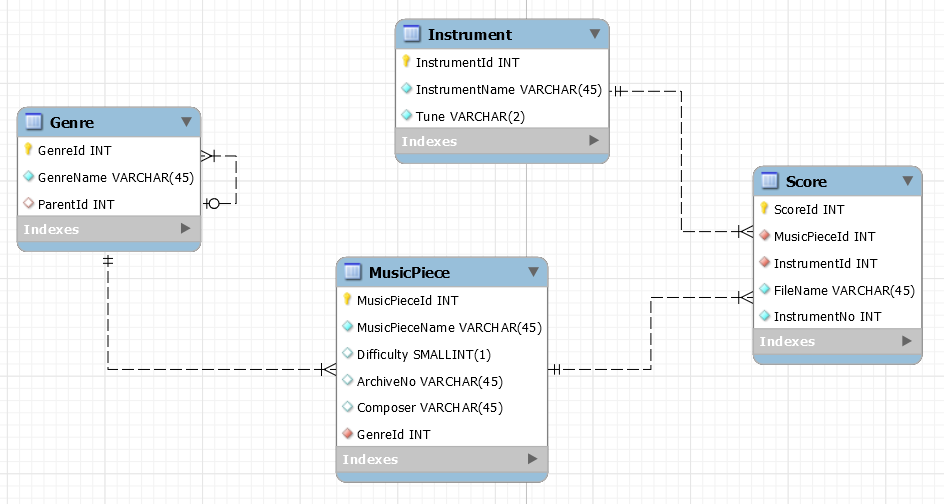 Instrument
InstrumentId INT
InstrumentName VARCHAR(45)
Tune VARCHAR(2)
Indexes
Genre
GenreId INT
GenreName VARCHAR(45)
ParentId INT
Indexes
Score
ScoreId INT
MusicPieceId INT
InstrumentId INT
FileName VARCHAR(45)
InstrumentNo INT
Indexes
MusicPiece
MusicPieceId INT
MusicPieceName VARCHAR(45)
Difficulty SMALLINT(1)
ArchiveNo VARCHAR(45)
Composer VARCHAR(45)
GenreId INT
Indexes